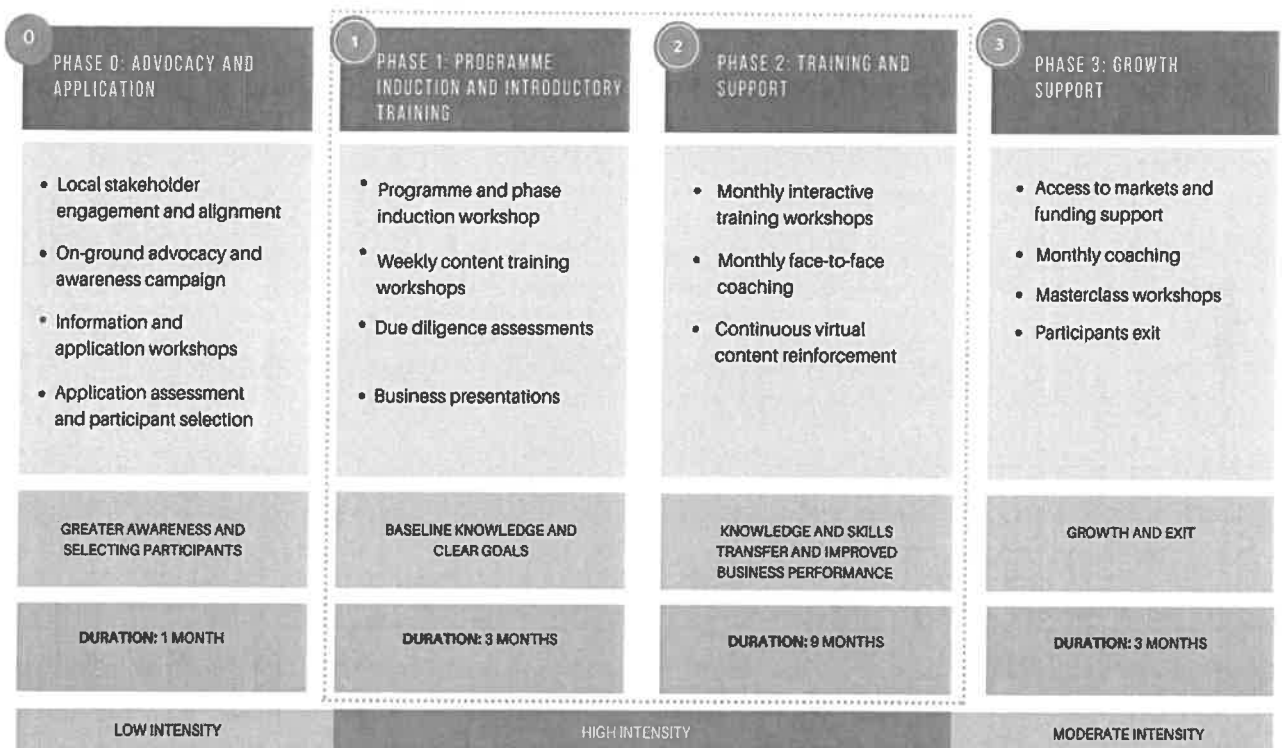 0
PHASE 0: ADVOCACY AND
APPLICATION
• Local stakeholder
engagement and alignment
• On-ground advocacy and
awareness campaign
• Information and
application workshops
• Application assessment
and participant selection
GREATER AWARENESS AND
SELECTING PARTICIPANTS
DURATION: 1 MONTH
LOW INTENSITY
1
PHASE 1: PROGRAMME
INDUCTION AND INTRODUCTORY
TRAINING
• Programme and phase
induction workshop
• Weekly content training
workshops
• Due diligence assessments
• Business presentations
BASELINE KNOWLEDGE AND
CLEAR GOALS
DURATION: 3 MONTHS
2
PHASE 2: TRAINING AND
SUPPORT
• Monthly interactive
training workshops
• Monthly face-to-face
coaching
• Continuous virtual
content reinforcement
KNOWLEDGE AND SKILLS
TRANSFER AND IMPROVED
BUSINESS PERFORMANCE
DURATION: 9 MONTHS
HIGH INTENSITY
3
PHASE 3: GROWTH
SUPPORT
• Access to markets and
funding support
• Monthly coaching
• Masterclass workshops
• Participants exit
GROWTH AND EXIT
DURATION: 3 MONTHS
MODERATE INTENSITY